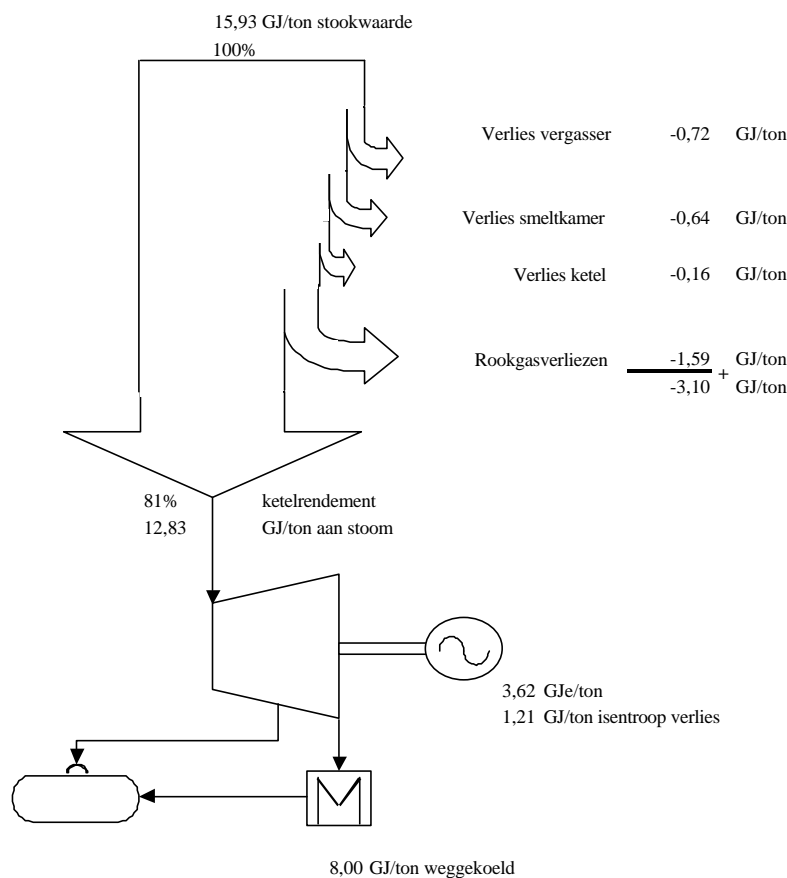 15,93 GJ/ton stookwaarde
100%
Verlies vergasser -0,72 GJ/ton
Verlies smeltkamer -0,64 GJ/ton
Verlies ketel -0,16 GJ/ton
Rookgasverliezen -1,59 GJ/ton
+
-3,10 GJ/ton
81% ketelrendement
12,83 GJ/ton aan stoom
3,62 GJe/ton
1,21 GJ/ton isentroop verlies
8,00 GJ/ton weggekoeld